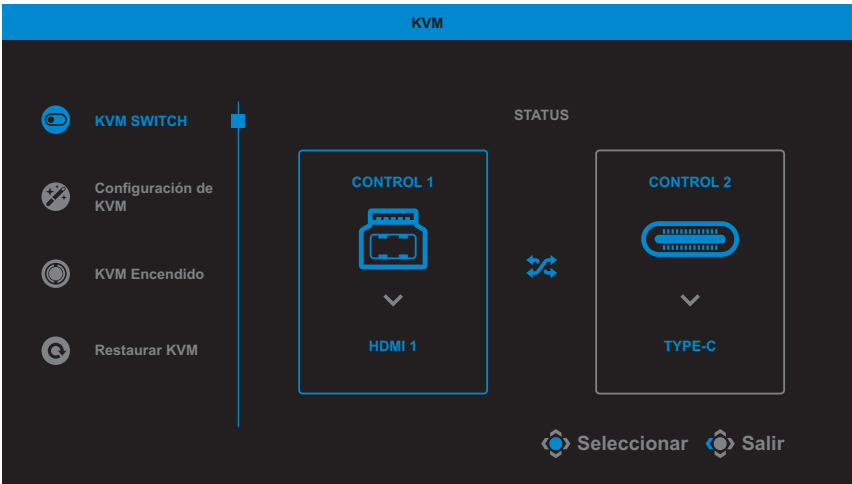 KVM
KVM SWITCH
Configuración de
KVM
KVM Encendido
Restaurar KVM
STATUS
CONTROL 1
HDMI 1
CONTROL 2
TYPE-C
Seleccionar
Salir